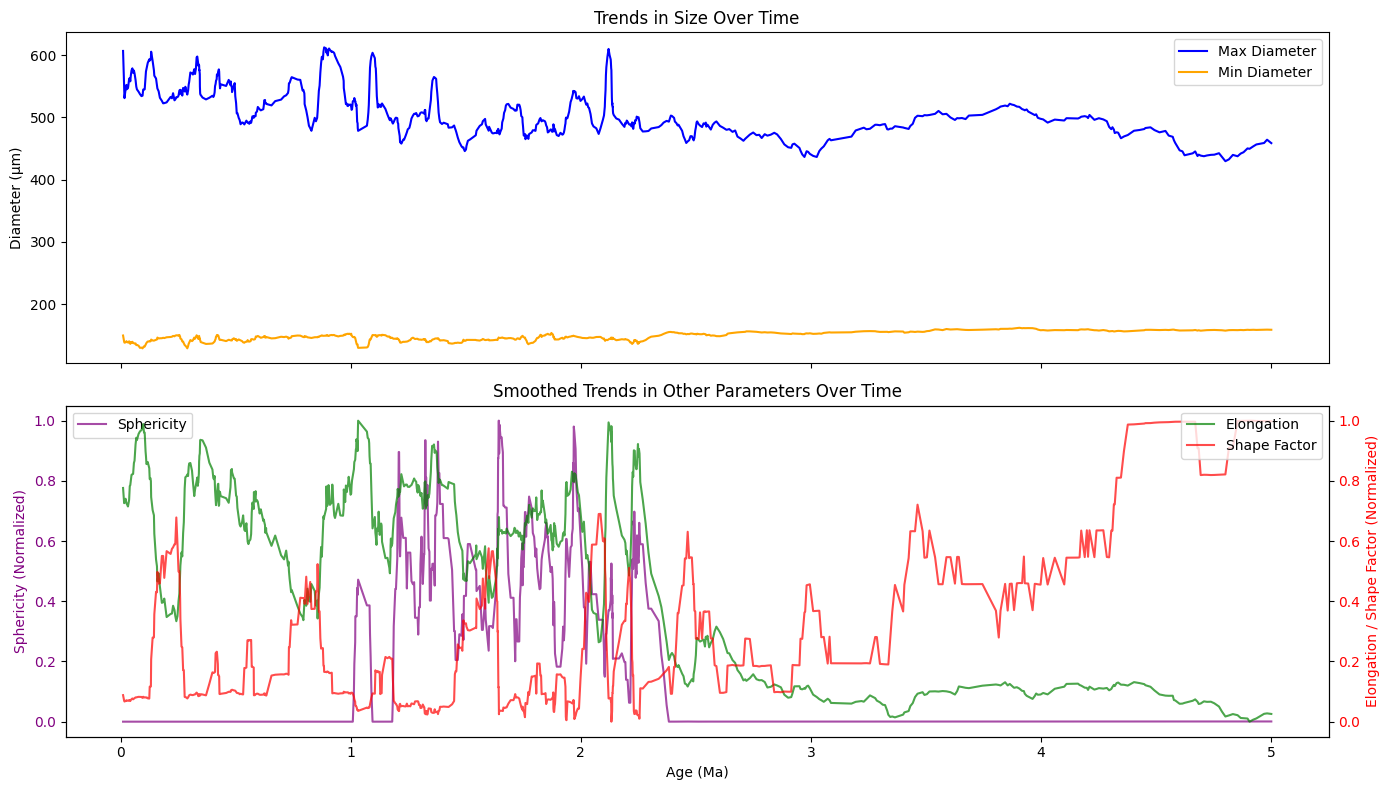 Trends in Size Over Time
Diameter (μm)
600
500
400
300
200
Max Diameter
Min Diameter
Smoothed Trends in Other Parameters Over Time
Sphericity (Normalized)
1.0
0.8
0.6
0.4
0.2
0.0
Sphericity
Elongation
Shape Factor
1.0
0.8
0.6
0.4
0.2
0.0
Elongation / Shape Factor (Normalized)
0 1 2 3 4 5
Age (Ma)